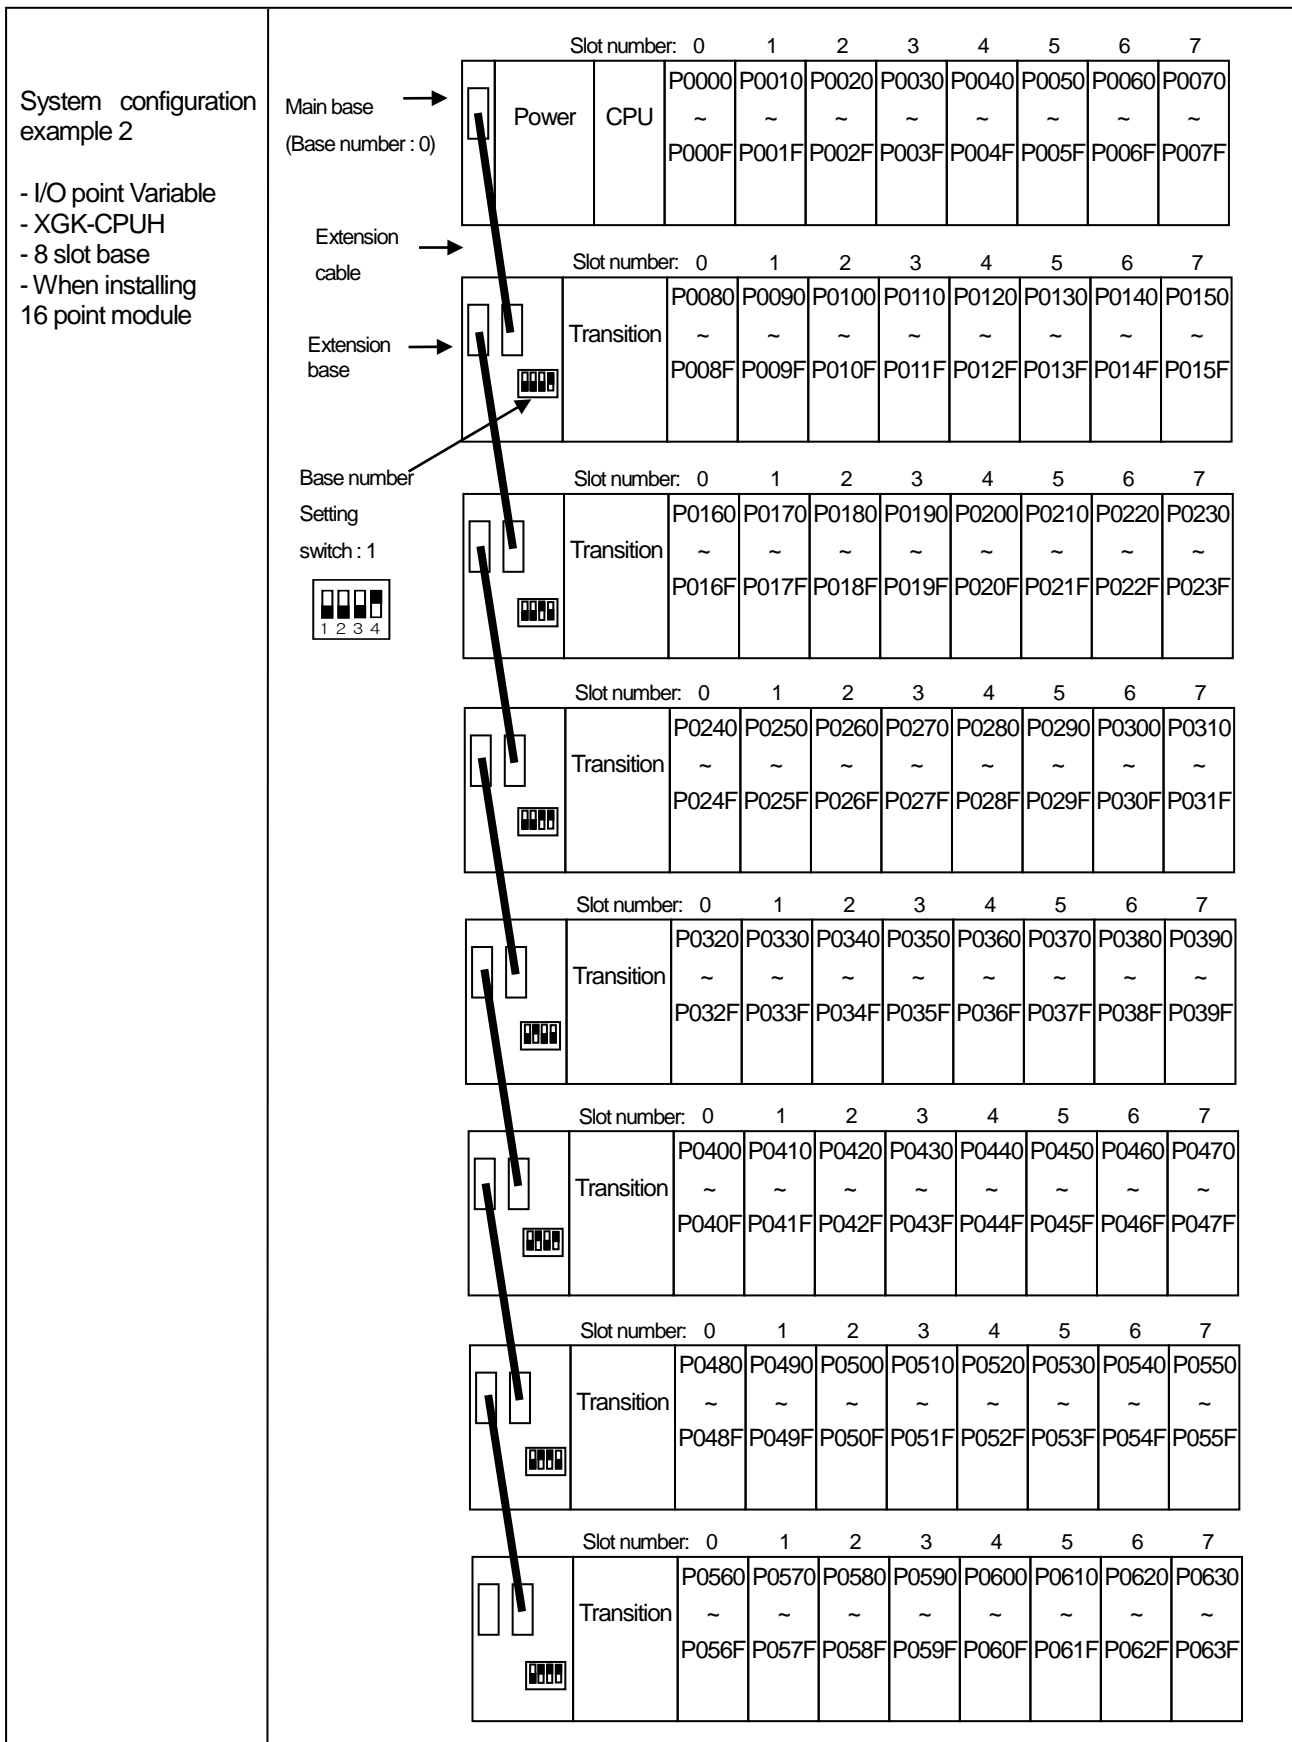 System configuration
example 2
- I/O point Variable
- XGK-CPUH
- 8 slot base
- When installing
16 point module
Slot number: 0 1 2 3 4 5 6 7
Main base
(Base number : 0)
Power CPU
P0000 P0010 P0020 P0030 P0040 P0050 P0060 P0070
~ ~ ~ ~ ~ ~ ~ ~
P000F P001F P002F P003F P004F P005F P006F P007F
Extension
cable
Slot number: 0 1 2 3 4 5 6 7
Extension
base
Transition
P0080 P0090 P0100 P0110 P0120 P0130 P0140 P0150
~ ~ ~ ~ ~ ~ ~ ~
P008F P009F P010F P011F P012F P013F P014F P015F
Base number
Setting
switch : 1
1 2 3 4
Slot number: 0 1 2 3 4 5 6 7
Transition
P0160 P0170 P0180 P0190 P0200 P0210 P0220 P0230
~ ~ ~ ~ ~ ~ ~ ~
P016F P017F P018F P019F P020F P021F P022F P023F
Slot number: 0 1 2 3 4 5 6 7
Transition
P0240 P0250 P0260 P0270 P0280 P0290 P0300 P0310
~ ~ ~ ~ ~ ~ ~ ~
P024F P025F P026F P027F P028F P029F P030F P031F
Slot number: 0 1 2 3 4 5 6 7
Transition
P0320 P0330 P0340 P0350 P0360 P0370 P0380 P0390
~ ~ ~ ~ ~ ~ ~ ~
P032F P033F P034F P035F P036F P037F P038F P039F
Slot number: 0 1 2 3 4 5 6 7
Transition
P0400 P0410 P0420 P0430 P0440 P0450 P0460 P0470
~ ~ ~ ~ ~ ~ ~ ~
P040F P041F P042F P043F P044F P045F P046F P047F
Slot number: 0 1 2 3 4 5 6 7
Transition
P0480 P0490 P0500 P0510 P0520 P0530 P0540 P0550
~ ~ ~ ~ ~ ~ ~ ~
P048F P049F P050F P051F P052F P053F P054F P055F
Slot number: 0 1 2 3 4 5 6 7
Transition
P0560 P0570 P0580 P0590 P0600 P0610 P0620 P0630
~ ~ ~ ~ ~ ~ ~ ~
P056F P057F P058F P059F P060F P061F P062F P063F